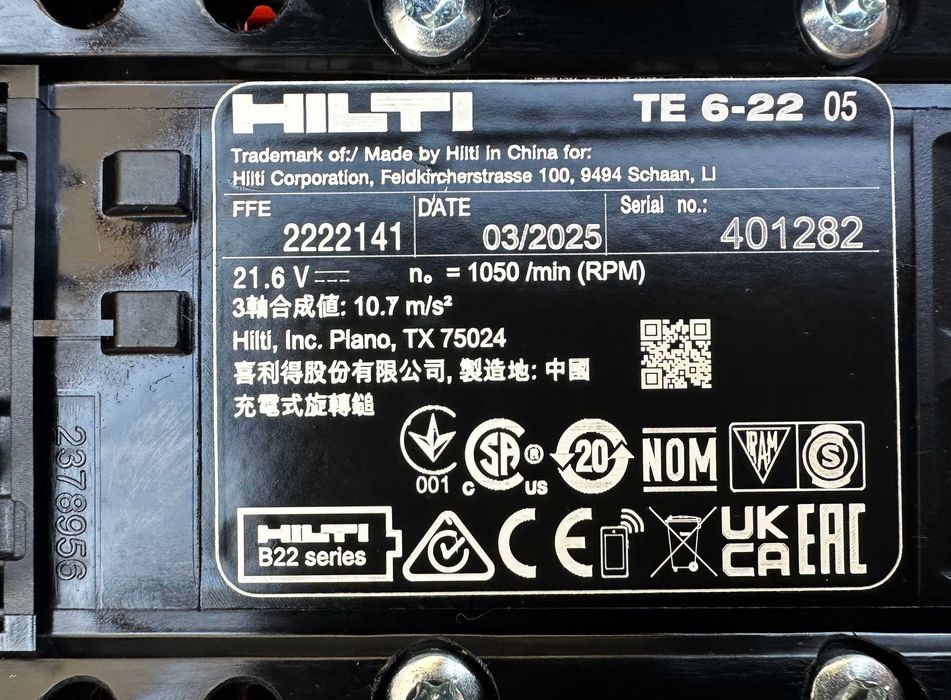 HILTI TE 6-22 05
Trademark of:/ Made by Hilti in China for:
Hilti Corporation, Feldkircherstrasse 100, 9494 Schaan, LI
FFE DATE Serial no.:
2222141 03/2025 401282
21.6 V n₀ = 1050 /min (RPM)
3軸合成値: 10.7 m/s²
Hilti, Inc. Plano, TX 75024
喜利得股份有限公司, 製造地: 中國
充電式旋轉鎚
001 c SA ® US 20 NOM IRAM S
HILTI
B22 series
CE UK CA EAC
2378956